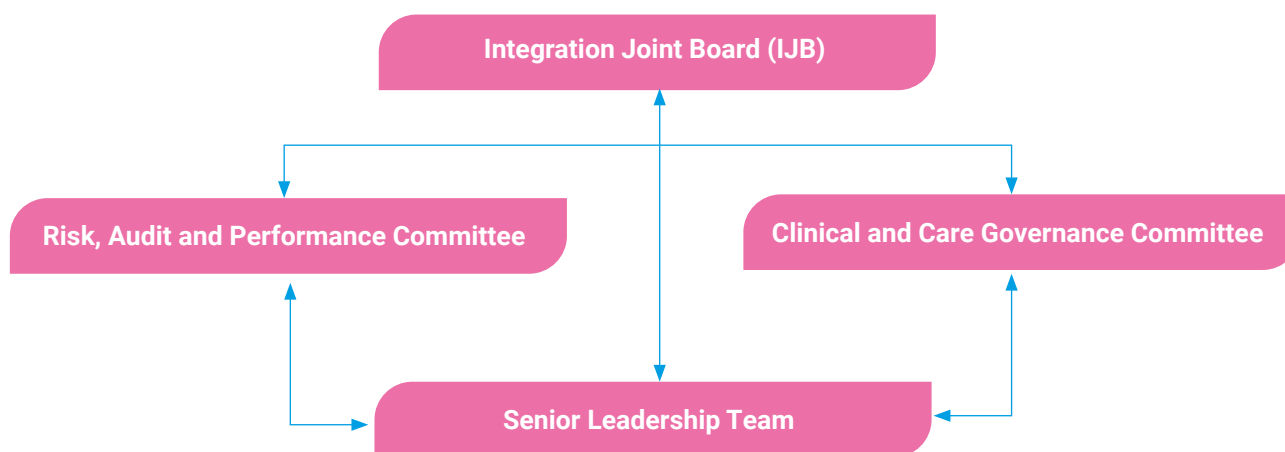 Integration Joint Board (IJB)
Risk, Audit and Performance Committee
Clinical and Care Governance Committee
Senior Leadership Team